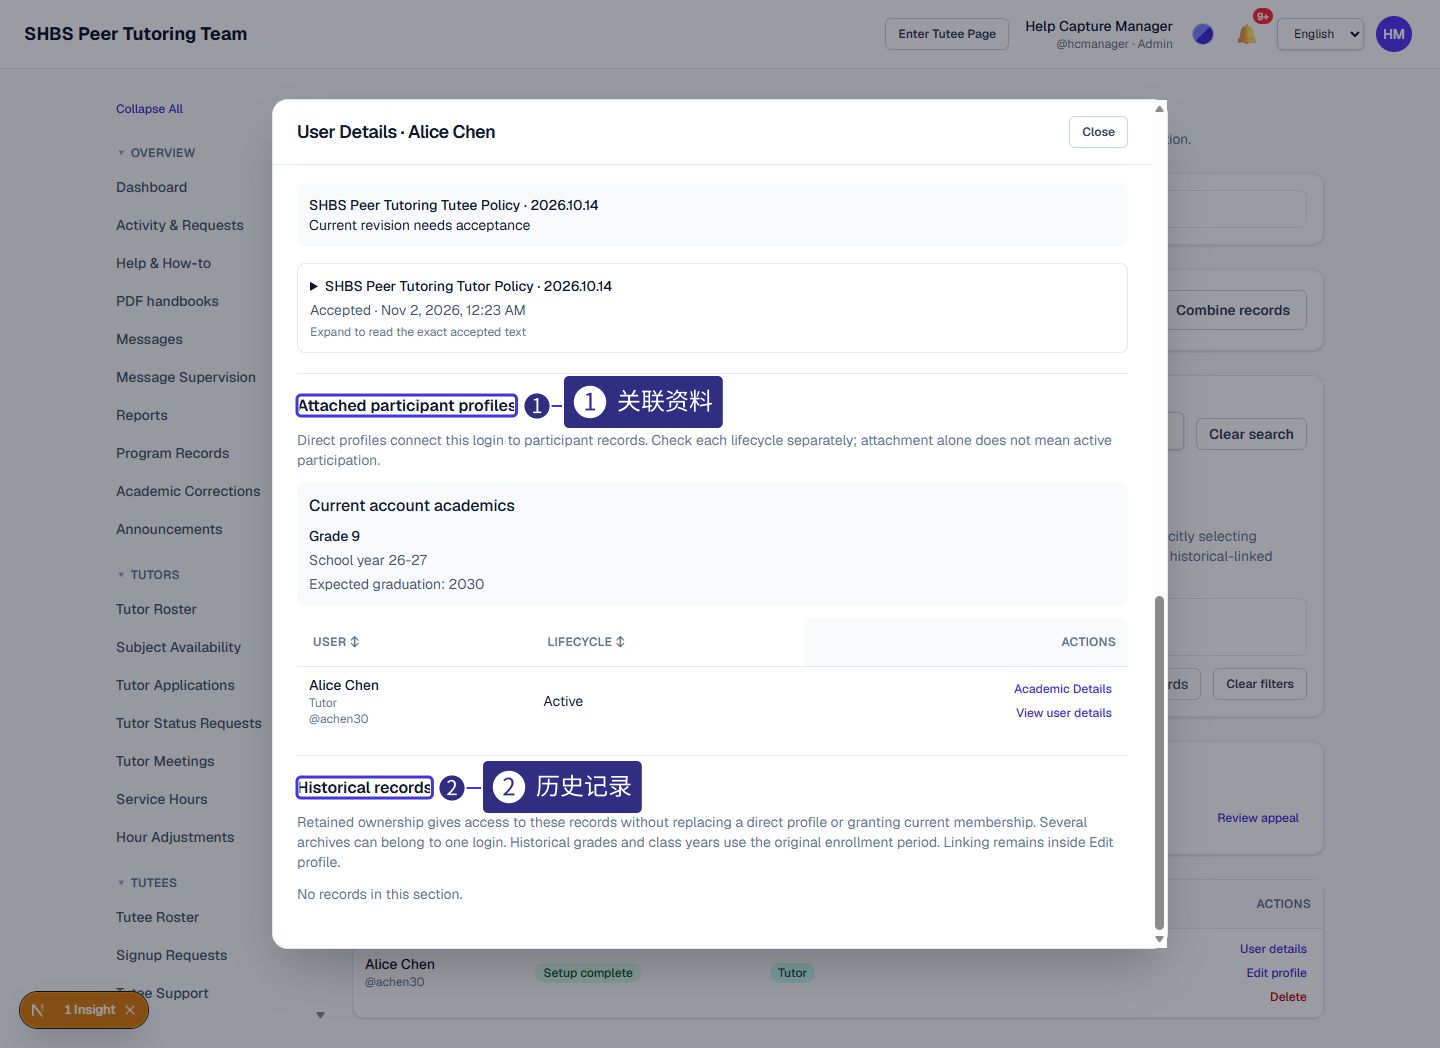 SHBS Peer Tutoring Team
Enter Tutee Page
Help Capture Manager
@hcmanager · Admin
9+
English
HM
Collapse All
OVERVIEW
Dashboard
Activity & Requests
Help & How-to
PDF handbooks
Messages
Message Supervision
Reports
Program Records
Academic Corrections
Announcements
TUTORS
Tutor Roster
Subject Availability
Tutor Applications
Tutor Status Requests
Tutor Meetings
Service Hours
Hour Adjustments
TUTEES
Tutee Roster
Signup Requests
Tutee Support
1 Insight
User Details · Alice Chen
Close
SHBS Peer Tutoring Tutee Policy · 2026.10.14
Current revision needs acceptance
SHBS Peer Tutoring Tutor Policy · 2026.10.14
Accepted · Nov 2, 2026, 12:23 AM
Expand to read the exact accepted text
Attached participant profiles 1 1 关联资料
Direct profiles connect this login to participant records. Check each lifecycle separately; attachment alone does not mean active
participation.
Current account academics
Grade 9
School year 26-27
Expected graduation: 2030
USER LIFECYCLE ACTIONS
Alice Chen
Tutor
@achen30
Active
Academic Details
View user details
Historical records 2 2 历史记录
Retained ownership gives access to these records without replacing a direct profile or granting current membership. Several
archives can belong to one login. Historical grades and class years use the original enrollment period. Linking remains inside Edit
profile.
No records in this section.
Combine records
Clear search
citly selecting
historical-linked
rds
Clear filters
Review appeal
ACTIONS
Alice Chen
@achen30
Setup complete
Tutor
User details
Edit profile
Delete